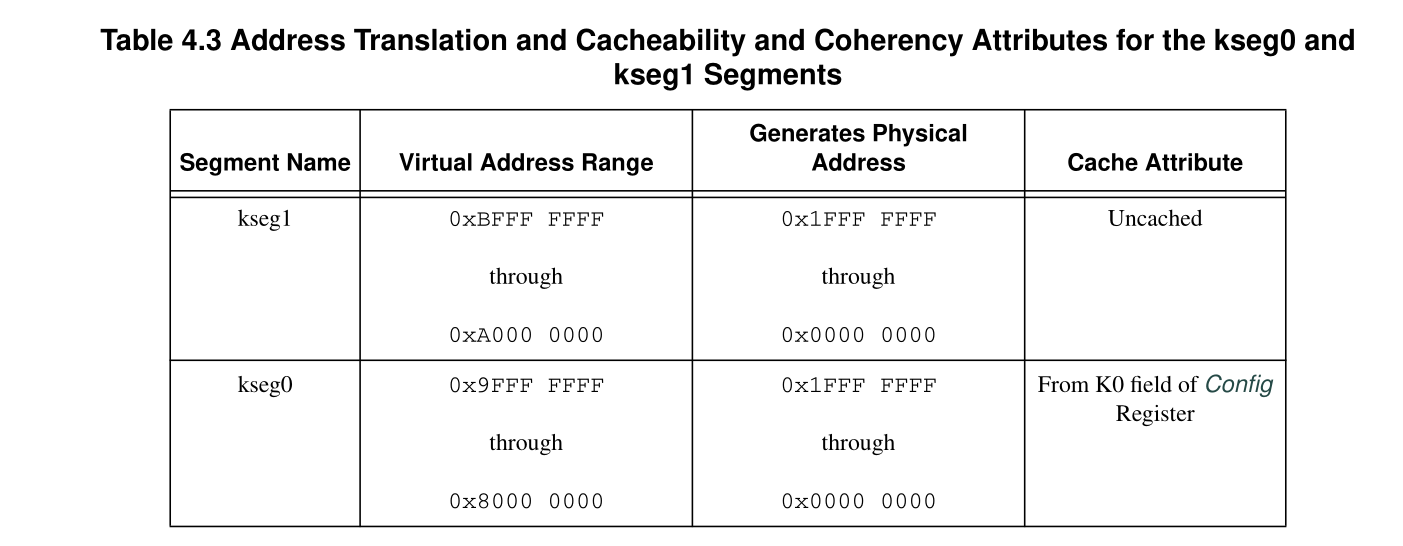 Table 4.3 Address Translation and Cacheability and Coherency Attributes for the kseg0 and
kseg1 Segments
Segment Name
Virtual Address Range
Generates Physical
Address
Cache Attribute
kseg1
0xBFFF FFFF
through
0xA000 0000
0x1FFF FFFF
through
0x0000 0000
Uncached
kseg0
0x9FFF FFFF
through
0x8000 0000
0x1FFF FFFF
through
0x0000 0000
From K0 field of Config
Register